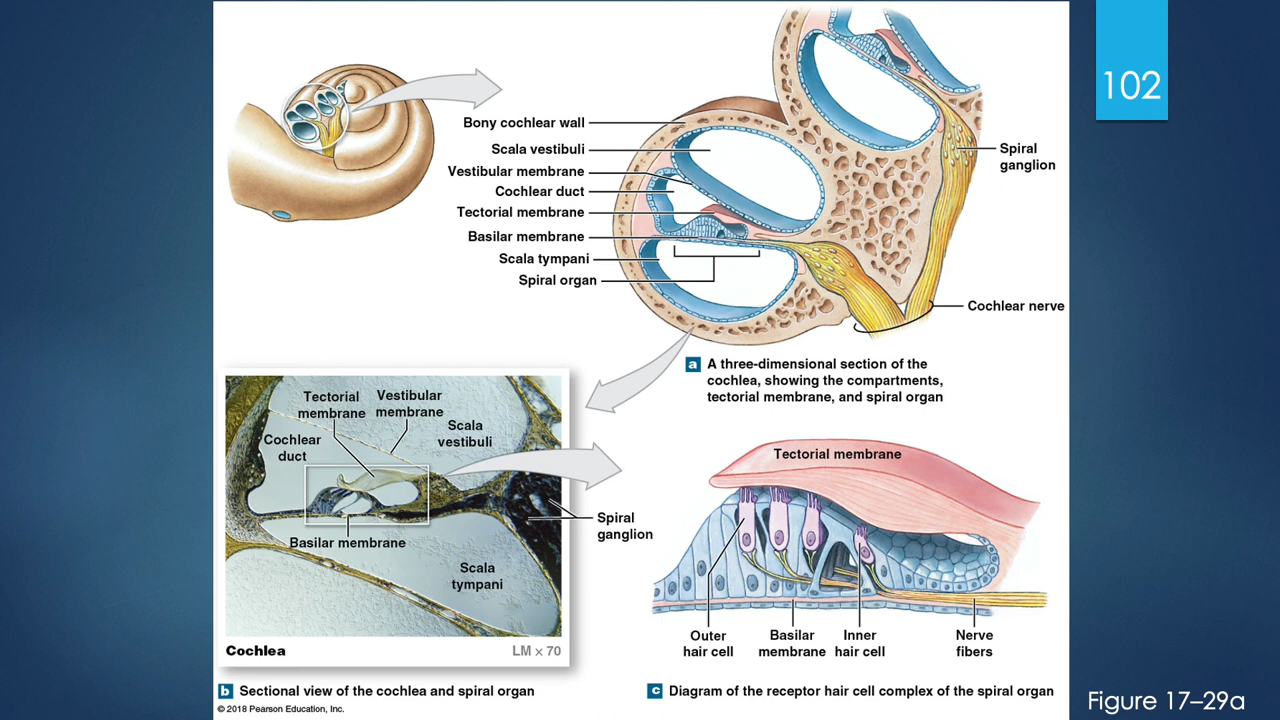 102
Bony cochlear wall
Scala vestibuli
Vestibular membrane
Cochlear duct
Tectorial membrane
Basilar membrane
Scala tympani
Spiral organ
Spiral
ganglion
Cochlear nerve
a A three-dimensional section of the
cochlea, showing the compartments,
tectorial membrane, and spiral organ
Tectorial
membrane
Vestibular
membrane
Scala
vestibuli
Cochlear
duct
Basilar membrane
Scala
tympani
Spiral
ganglion
Cochlea
LM × 70
b Sectional view of the cochlea and spiral organ
© 2018 Pearson Education, Inc.
Tectorial membrane
Outer
hair cell
Basilar
membrane
Inner
hair cell
Nerve
fibers
c Diagram of the receptor hair cell complex of the spiral organ
Figure 17–29a